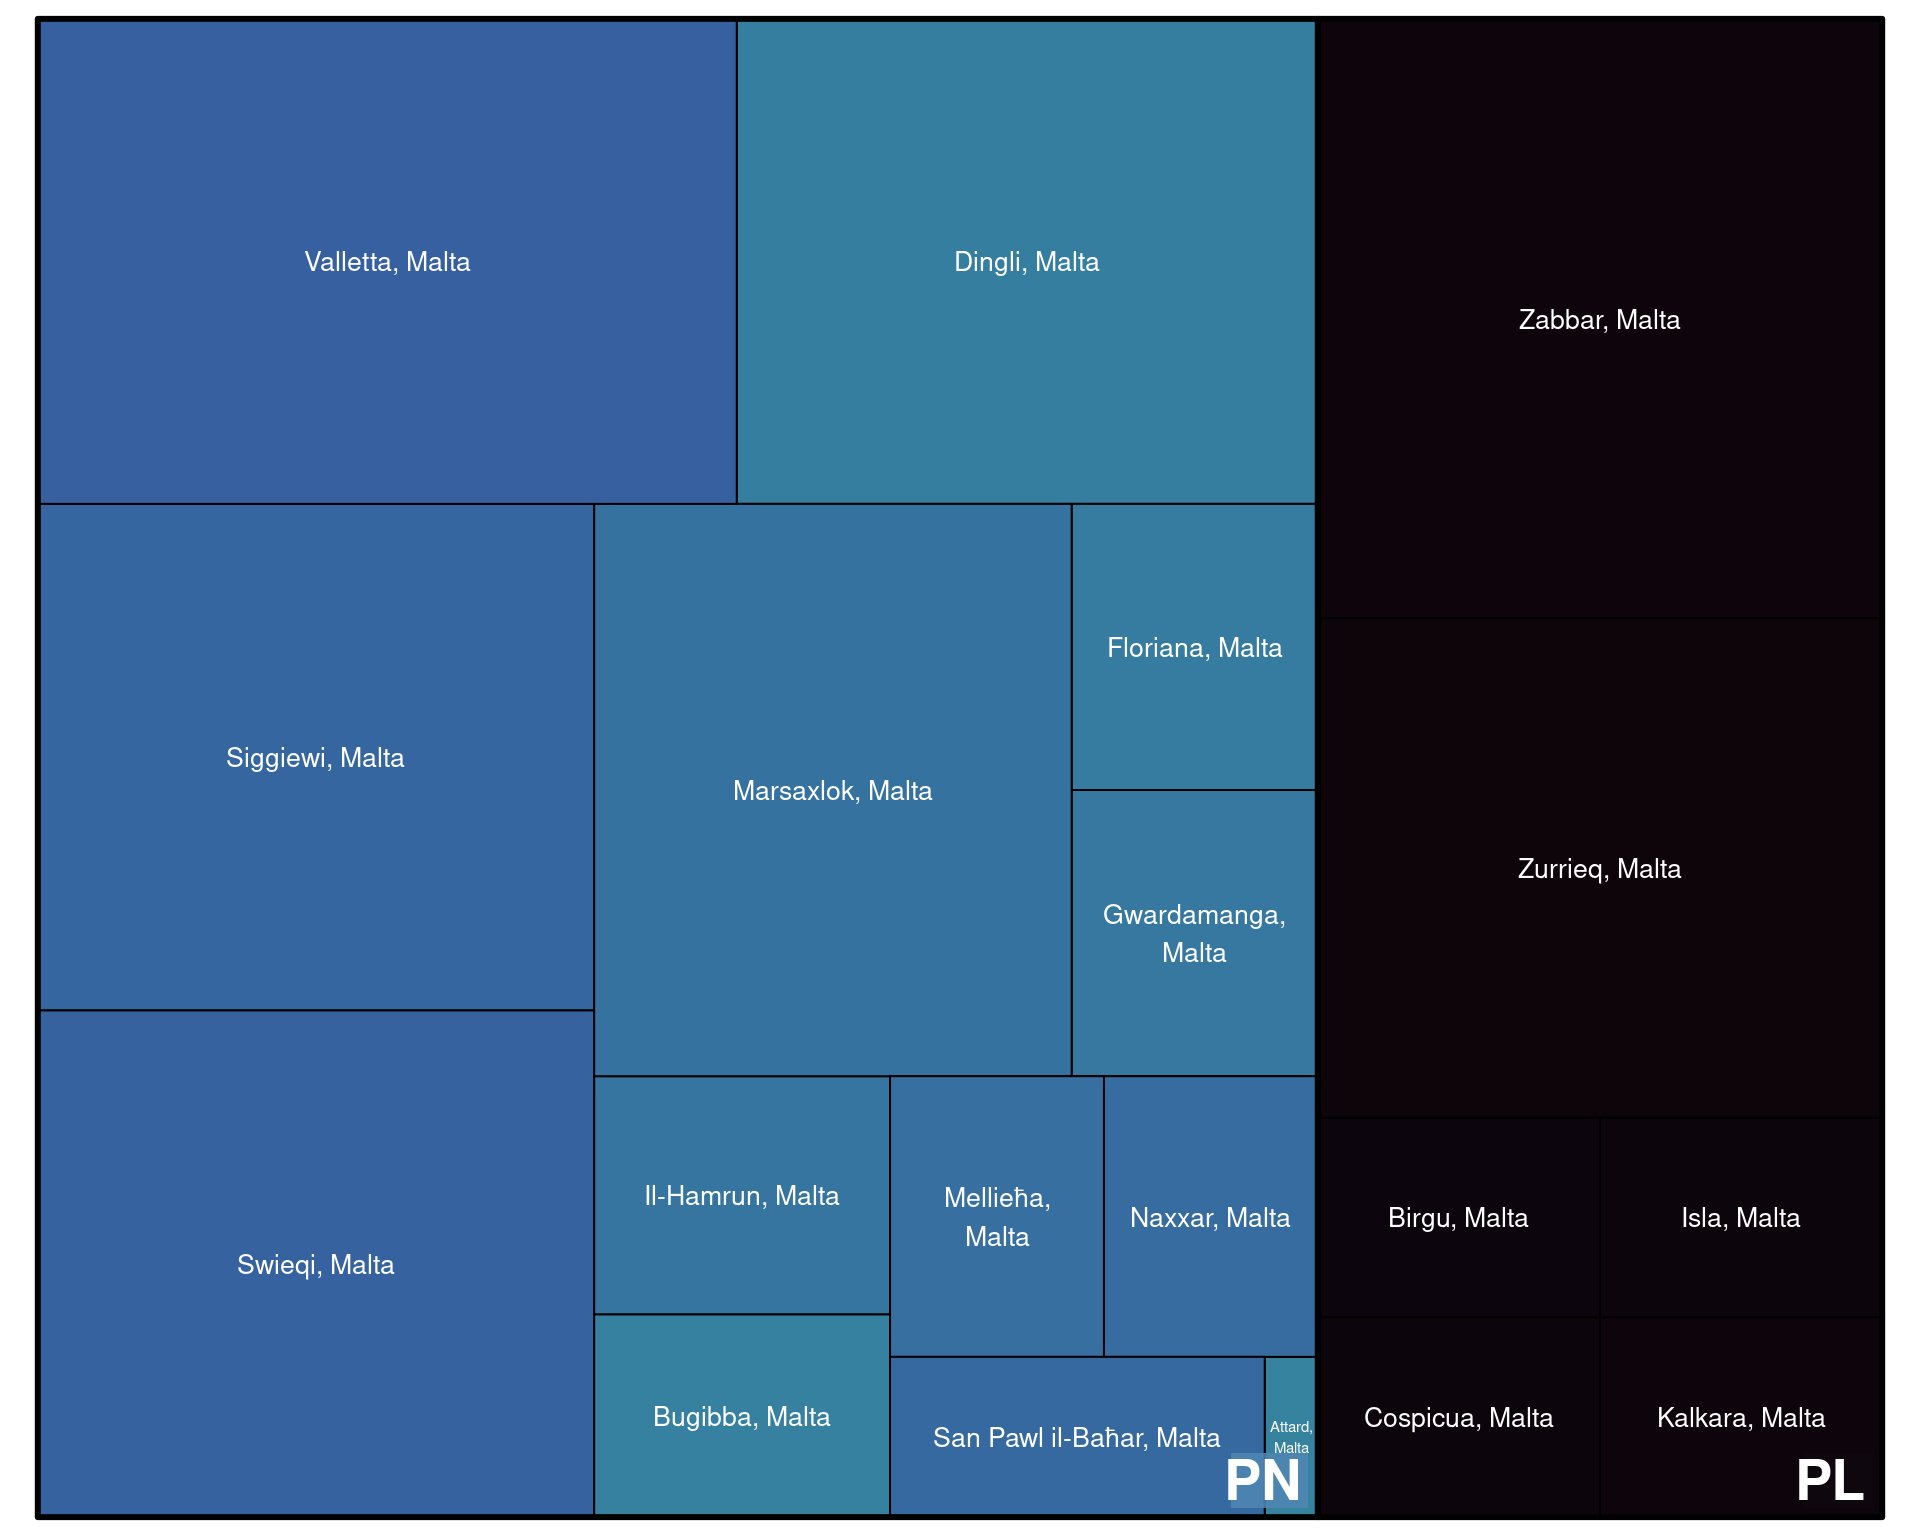 Valletta, Malta
Dingli, Malta
Zabbar, Malta
Siggiewi, Malta
Marsaxlok, Malta
Floriana, Malta
Gwardamanga,
Malta
Zurrieq, Malta
Swieqi, Malta
Il-Hamrun, Malta
Mellieħa,
Malta
Naxxar, Malta
Birgu, Malta
Isla, Malta
Bugibba, Malta
San Pawl il-Baħar, Malta
Attard,
Malta
Cospicua, Malta
Kalkara, Malta
PN
PL